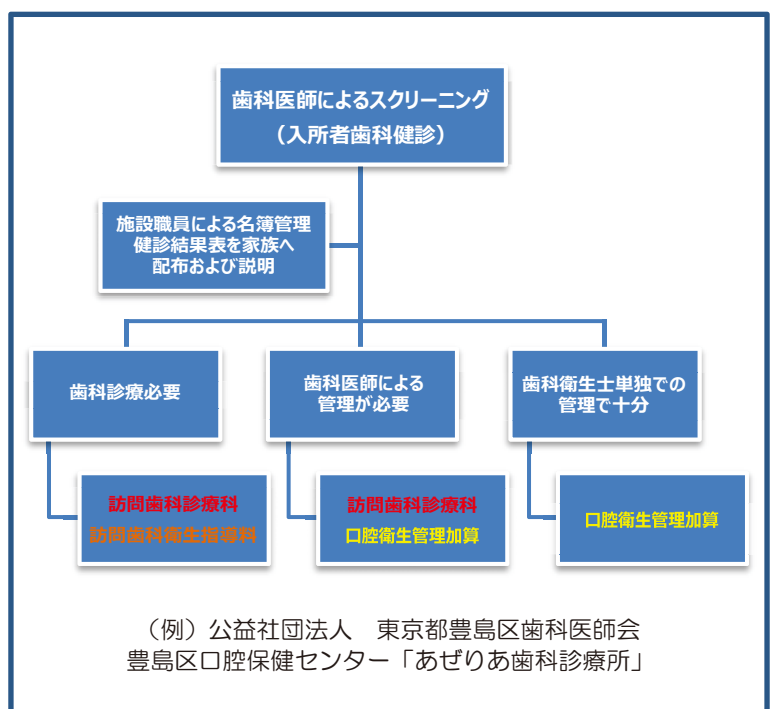 歯科医師によるスクリーニング
（入所者歯科健診）
施設職員による名簿管理
健診結果表を家族へ
配布および説明
歯科診療必要
歯科医師による
管理が必要
歯科衛生士単独での
管理で十分
訪問歯科診療科
訪問歯科衛生指導科
訪問歯科診療科
口腔衛生管理加算
口腔衛生管理加算
（例）公益社団法人　東京都豊島区歯科医師会
豊島区口腔保健センター「あぜりあ歯科診療所」